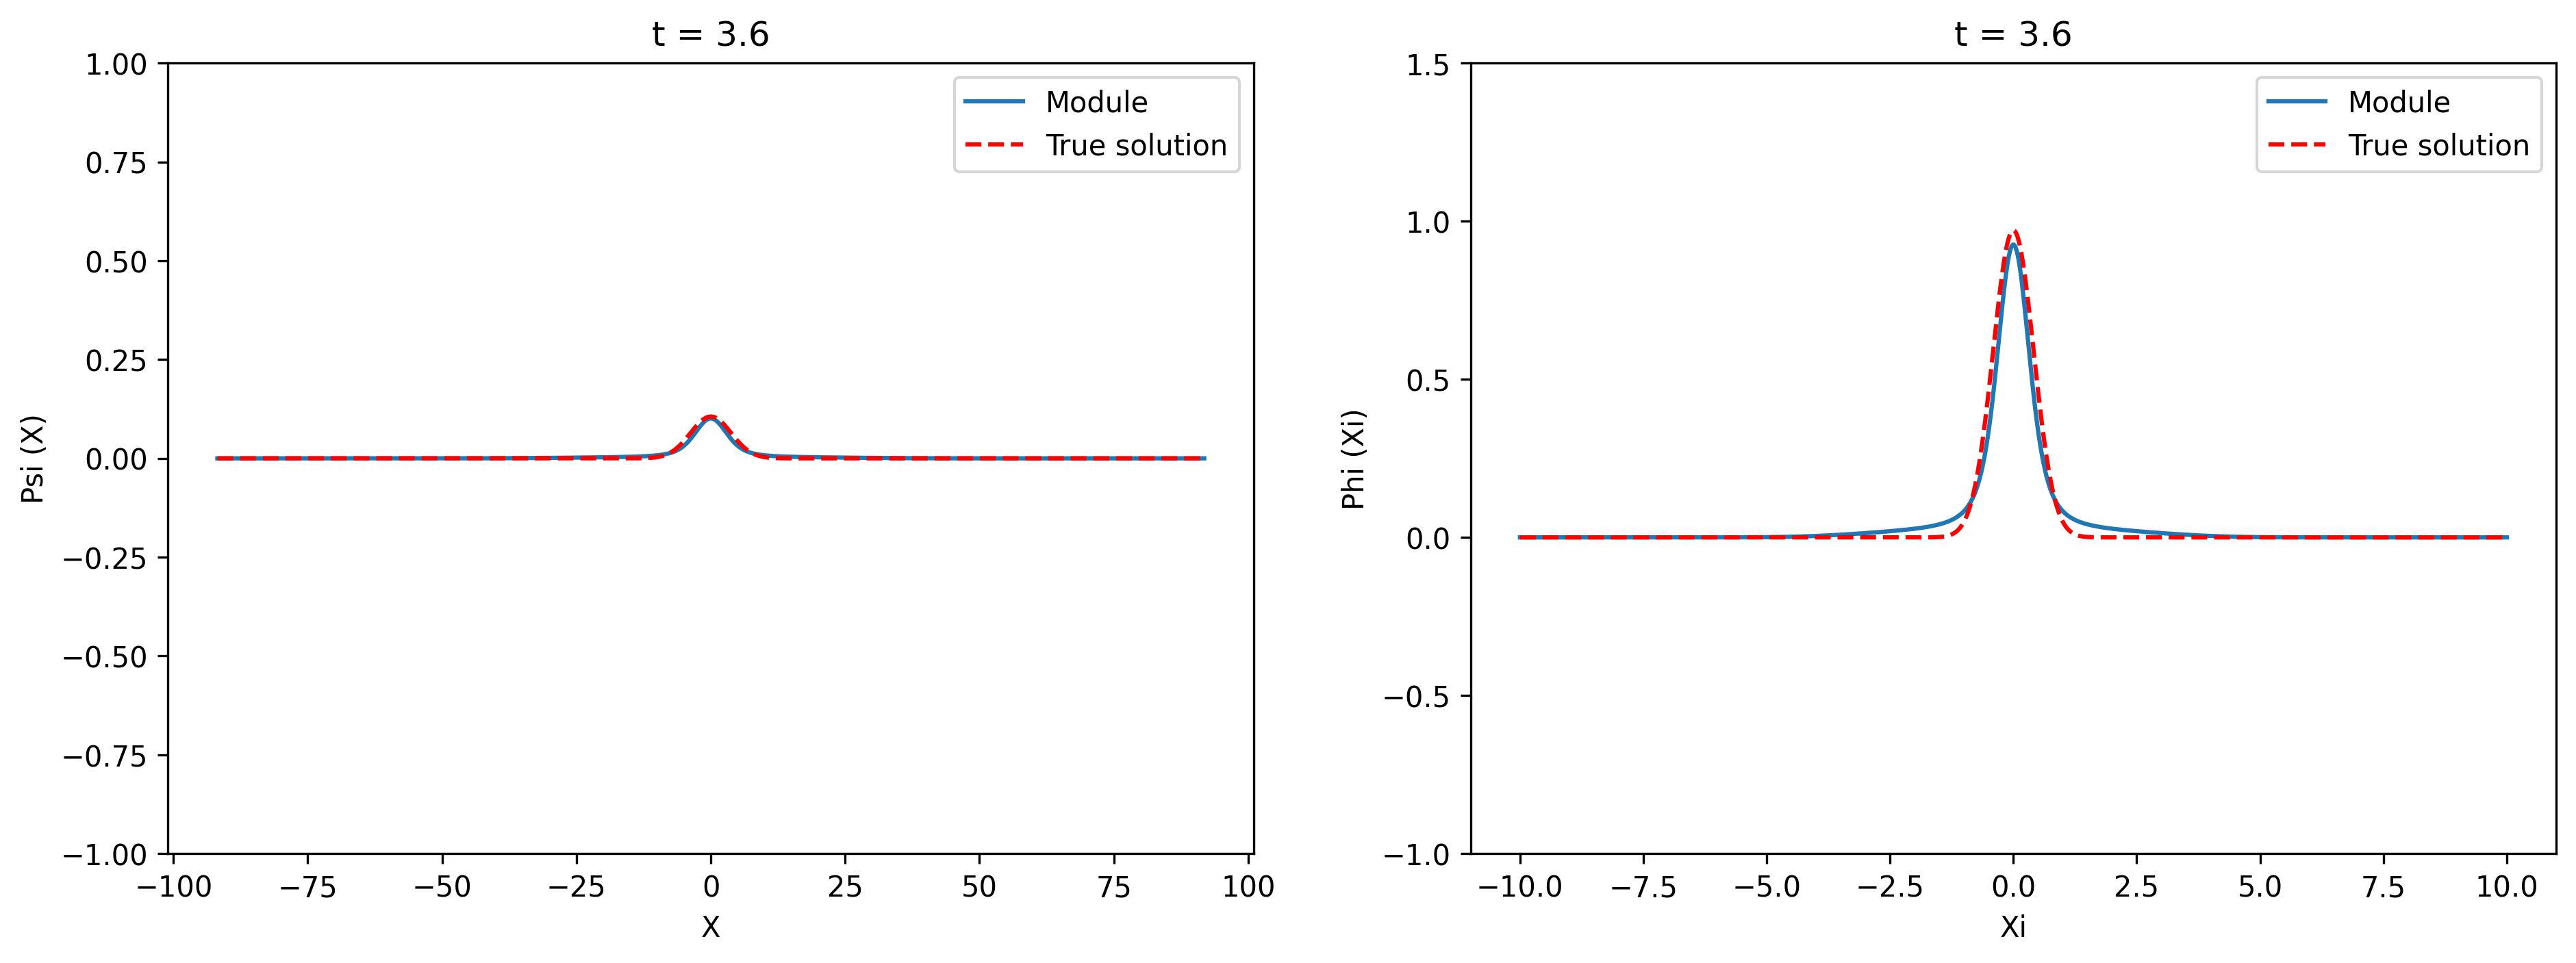 t = 3.6
1.00
0.75
0.50
0.25
0.00
−0.25
−0.50
−0.75
−1.00
Psi (X)
Module
True solution
−100 −75 −50 −25 0 25 50 75 100
X
t = 3.6
1.5
1.0
0.5
0.0
−0.5
−1.0
Phi (Xi)
Module
True solution
−10.0 −7.5 −5.0 −2.5 0.0 2.5 5.0 7.5 10.0
Xi